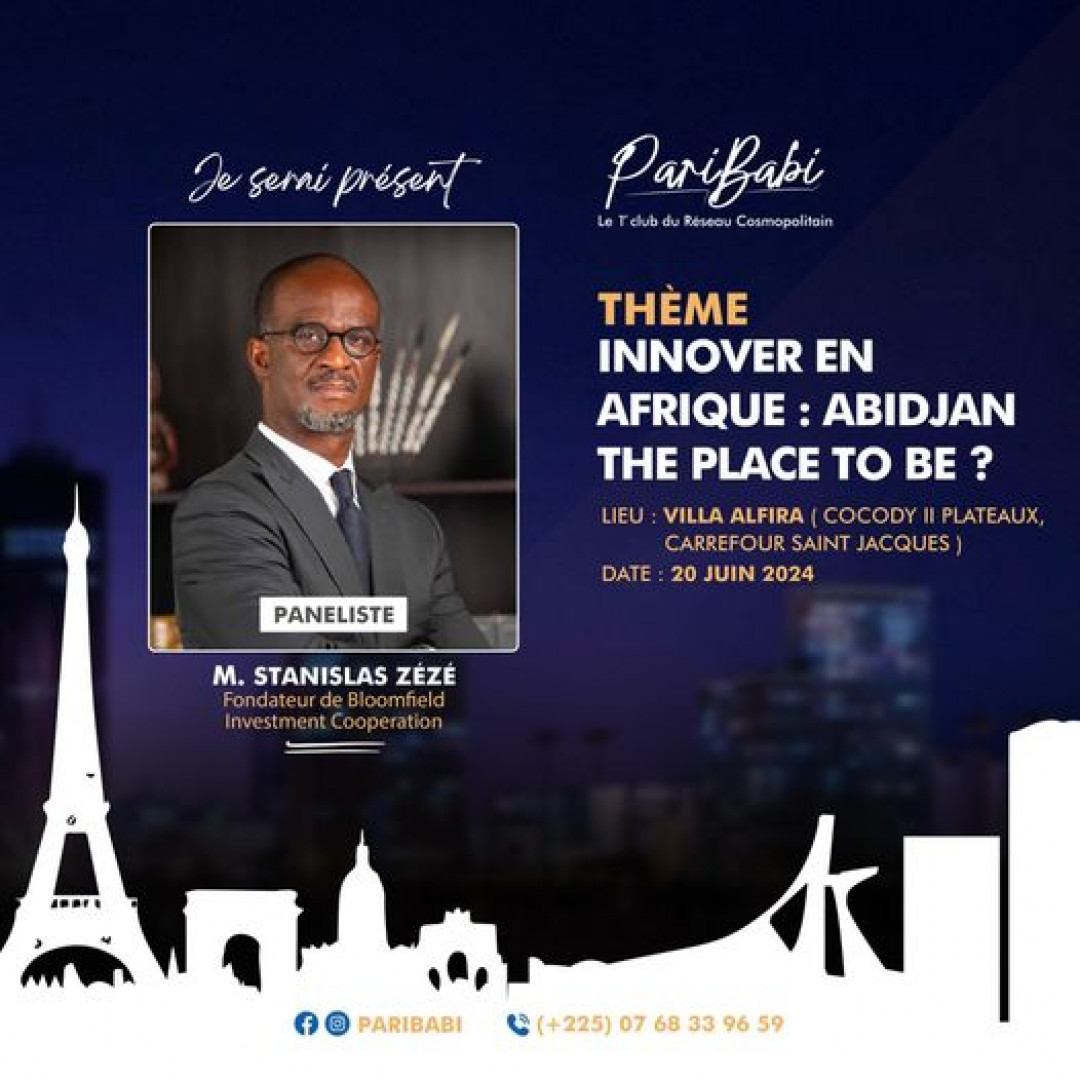 Je serai présent
PariBabi
Le 1er club du Réseau Cosmopolitain
THÈME
INNOVER EN
AFRIQUE : ABIDJAN
THE PLACE TO BE ?
LIEU : VILLA ALFIRA ( COCODY II PLATEAUX,
CARREFOUR SAINT JACQUES )
DATE : 20 JUIN 2024
PANELISTE
M. STANISLAS ZÉZÉ
Fondateur de Bloomfield
Investment Cooperation
PARIBABI
(+225) 07 68 33 96 59